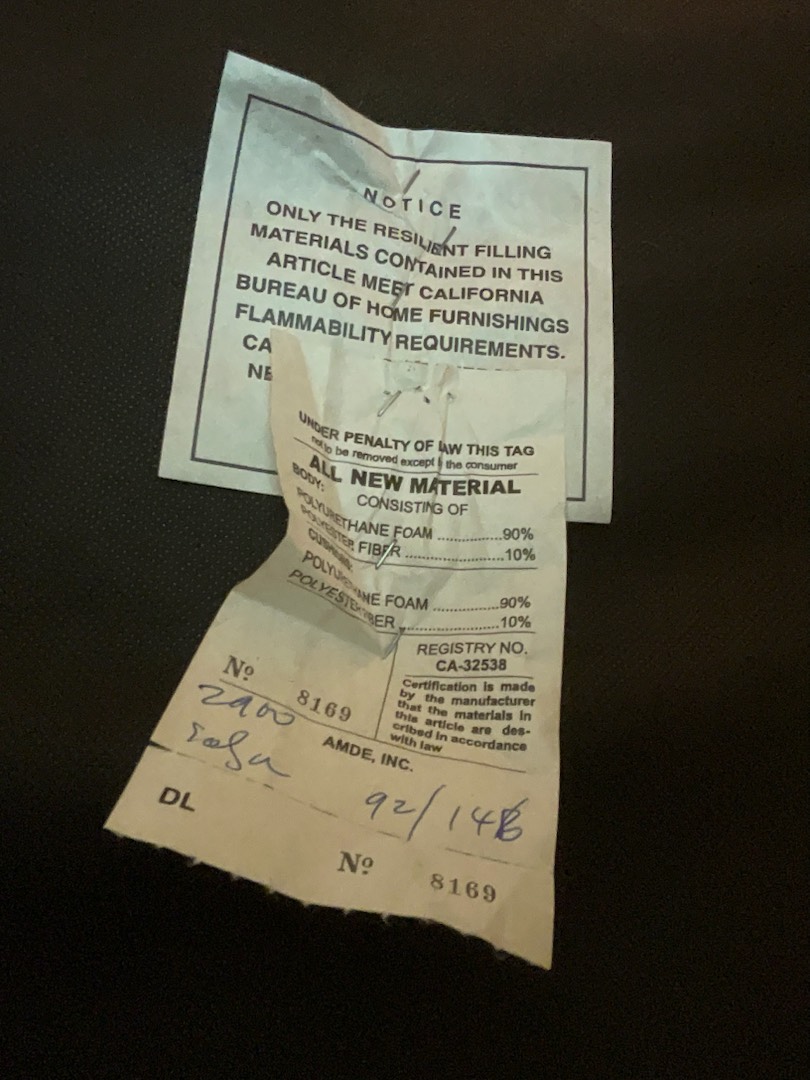 NOTICE
ONLY THE RESILIENT FILLING
MATERIALS CONTAINED IN THIS
ARTICLE MEET CALIFORNIA
BUREAU OF HOME FURNISHINGS
FLAMMABILITY REQUIREMENTS.
CA
NE
UNDER PENALTY OF LAW THIS TAG
not to be removed except the consumer
ALL NEW MATERIAL
CONSISTING OF
BODY:
POLYURETHANE FOAM ............90%
POLYESTER FIBER ..................10%
CUSHIONS:
POLYURETHANE FOAM ............90%
POLYESTER FIBER ..................10%
REGISTRY NO.
CA-32538
Certification is made
by the manufacturer
that the materials in
this article are des-
cribed in accordance
with law
Nº 8169
2900
AMDE, INC.
DL
92/146
Nº 8169